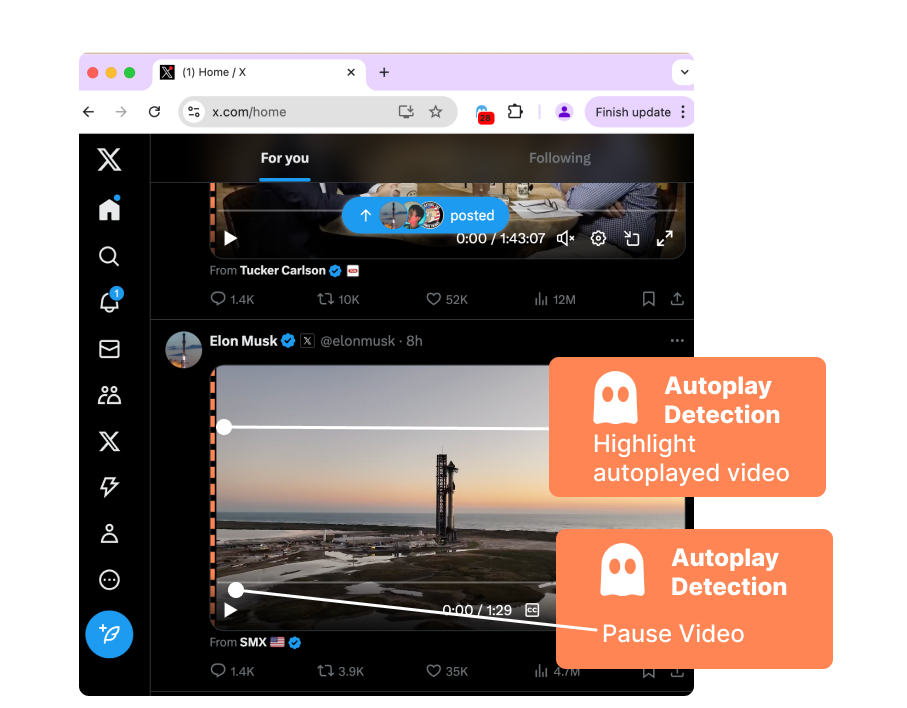 (1) Home / X
x.com/home
26
Finish update
For you
Following
posted
0:00 / 1:43:07
From Tucker Carlson
1.4K 10K 52K 12M
1
Elon Musk @elonmusk · 8h
Autoplay
Detection
Highlight
autoplayed video
Autoplay
Detection
Pause Video
0:00 / 1:29
CC
From SMX
1.4K 3.9K 35K 4.7M